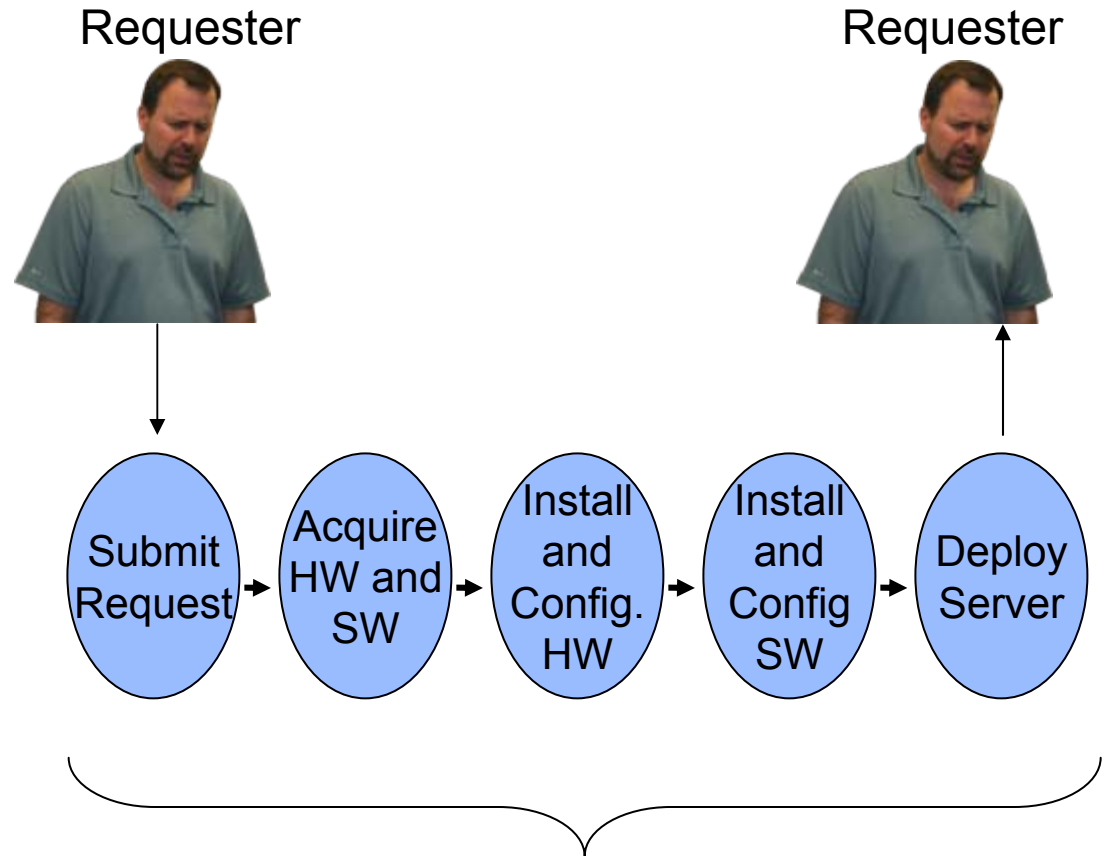 Requester
Requester
Submit
Request
Acquire
HW and
SW
Install
and
Config.
HW
Install
and
Config
SW
Deploy
Server